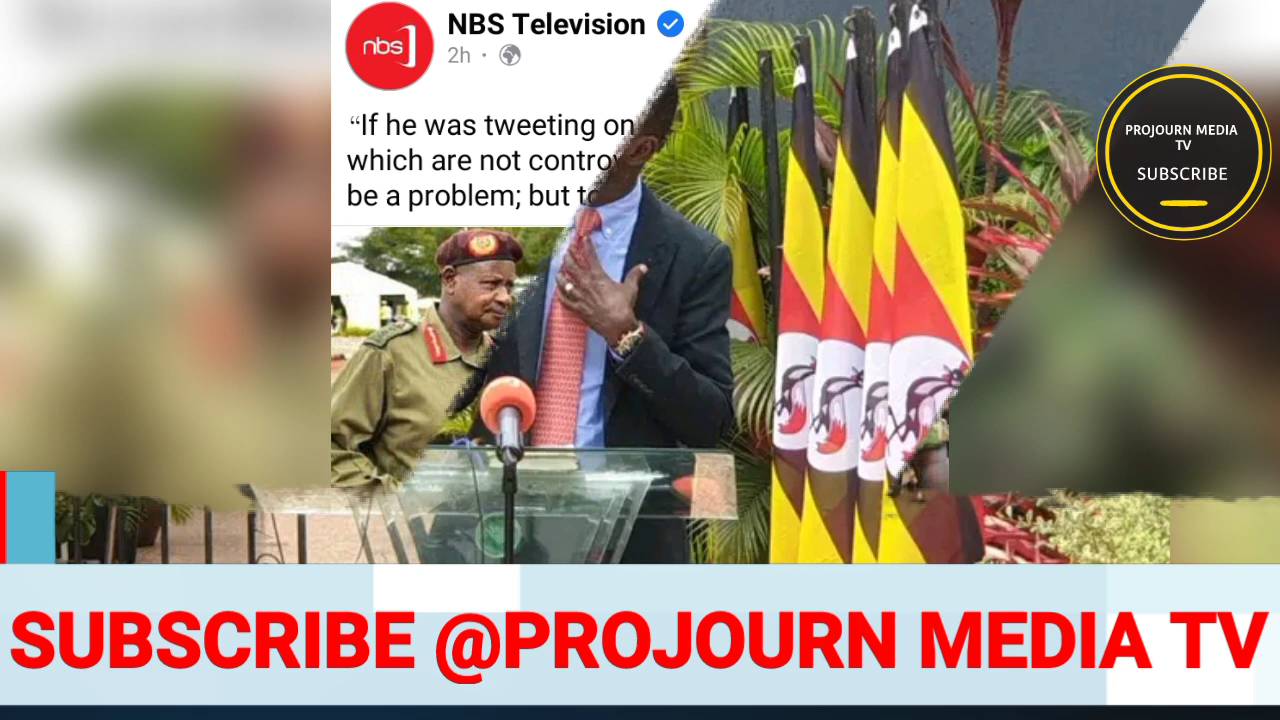 nbs
NBS Television
2h ·
“If he was tweeting on
which are not contro
be a problem; but t
PROJOURN MEDIA
TV
SUBSCRIBE
SUBSCRIBE @PROJOURN MEDIA TV